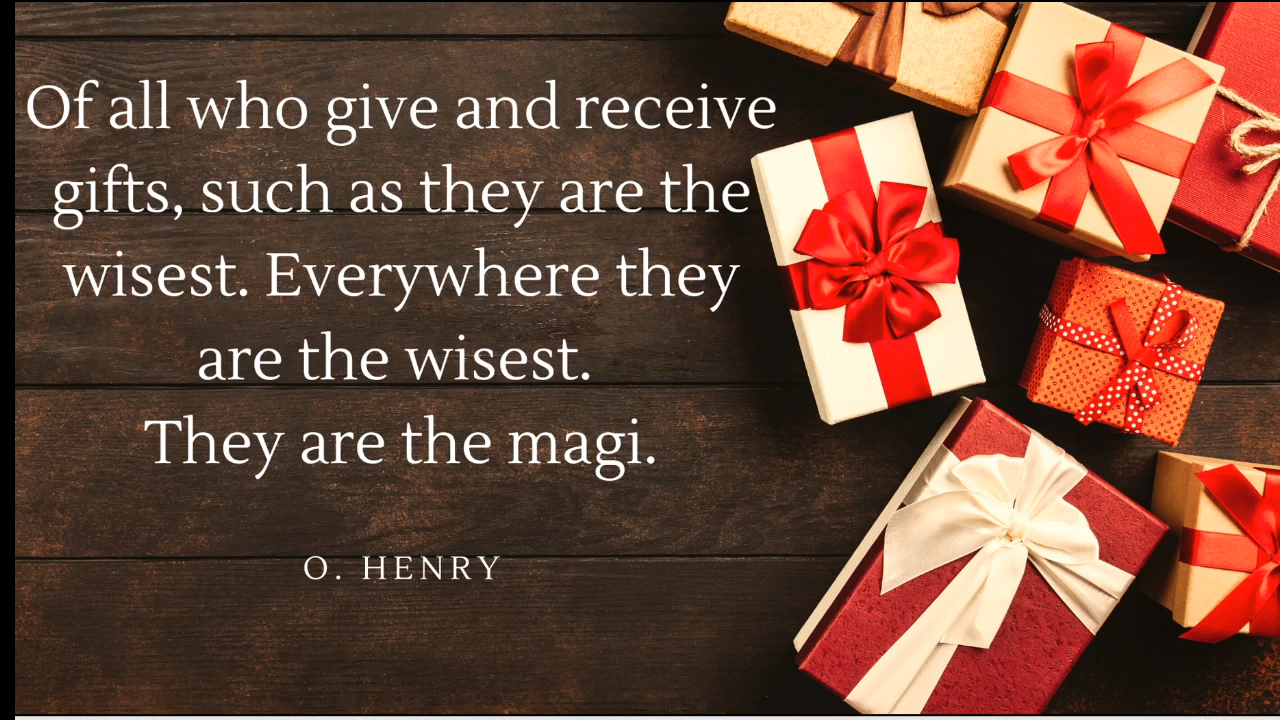 Of all who give and receive
gifts, such as they are the
wisest. Everywhere they
are the wisest.
They are the magi.
O. HENRY